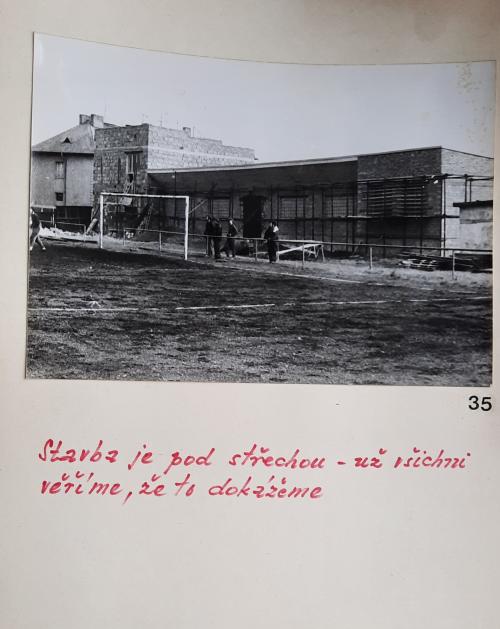 35
Stavba je pod střechou - už všichni
věříme, že to dokážeme